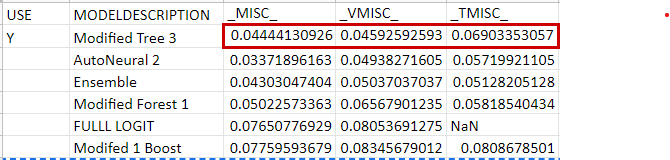 USE MODELDESCRIPTION _MISC_ _VMISC_ _TMISC_
Y Modified Tree 3 0.04444130926 0.04592592593 0.06903353057
AutoNeural 2 0.03371896163 0.04938271605 0.05719921105
Ensemble 0.04303047404 0.05037037037 0.05128205128
Modified Forest 1 0.05022573363 0.06567901235 0.05818540434
FULLL LOGIT 0.07650776929 0.08053691275 NaN
Modifed 1 Boost 0.07759593679 0.08345679012 0.0808678501